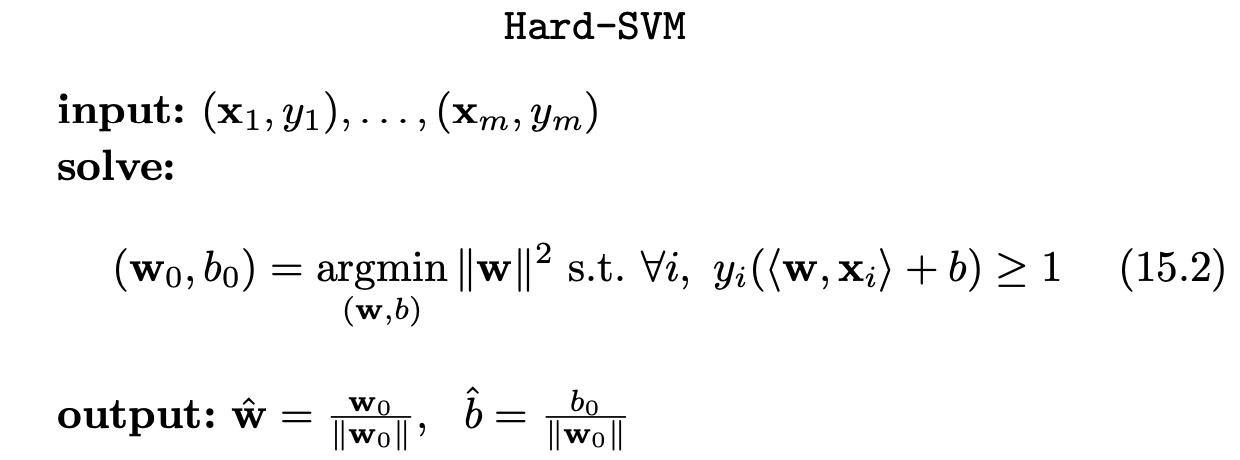 Hard-SVM
input: (x₁, y₁), . . . , (xₘ, yₘ)
solve:
(w₀, b₀) = argmin ‖w‖² s.t. ∀i, yᵢ(⟨w, xᵢ⟩ + b) ≥ 1 (15.2)
(w,b)
output: ŵ = w₀/‖w₀‖, b̂ = b₀/‖w₀‖